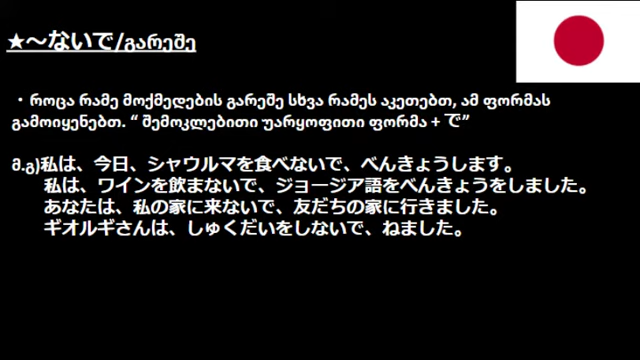 ★～ないで/გარეშე
・როცა რამე მოქმედების გარეშე სხვა რამეს აკეთებთ, ამ ფორმას
გამოიყენებთ. “ შემოკლებითი უარყოფითი ფორმა + で”
მ.გ)私は、今日、シャウルマを食べないで、べんきょうします。
私は、ワインを飲まないで、ジョージア語をべんきょうをしました。
あなたは、私の家に来ないで、友だちの家に行きました。
ギオルギさんは、しゅくだいをしないで、ねました。